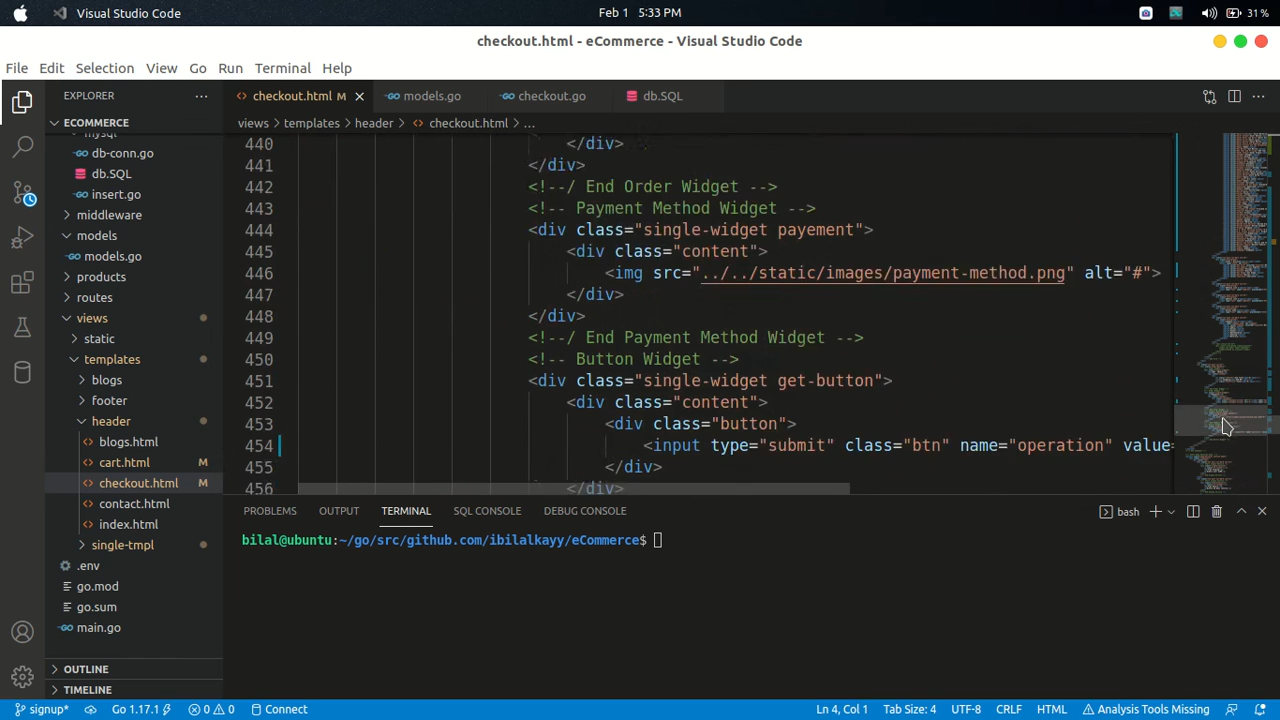 Visual Studio Code
Feb 1 5:33 PM
31 %
checkout.html - eCommerce - Visual Studio Code
File Edit Selection View Go Run Terminal Help
EXPLORER
checkout.html M
models.go
checkout.go
db.SQL
ECOMMERCE
views > templates > header > checkout.html > ...
mysql
db-conn.go
db.SQL
insert.go
middleware
models
models.go
products
routes
views
static
templates
blogs
footer
header
blogs.html
cart.html M
checkout.html M
contact.html
index.html
single-tmpl
.env
go.mod
go.sum
main.go
OUTLINE
TIMELINE
440 </div>
441 </div>
442 <!--/ End Order Widget -->
443 <!-- Payment Method Widget -->
444 <div class="single-widget payement">
445 <div class="content">
446 <img src="../../static/images/payment-method.png" alt="#">
447 </div>
448 </div>
449 <!--/ End Payment Method Widget -->
450 <!-- Button Widget -->
451 <div class="single-widget get-button">
452 <div class="content">
453 <div class="button">
454 <input type="submit" class="btn" name="operation" value=
455 </div>
456 </div>
PROBLEMS OUTPUT TERMINAL SQL CONSOLE DEBUG CONSOLE
bash
bilal@ubuntu:~/go/src/github.com/ibilalkayy/eCommerce$
signup* Go 1.17.1 0 0 Connect
Ln 4, Col 1 Tab Size: 4 UTF-8 CRLF HTML Analysis Tools Missing